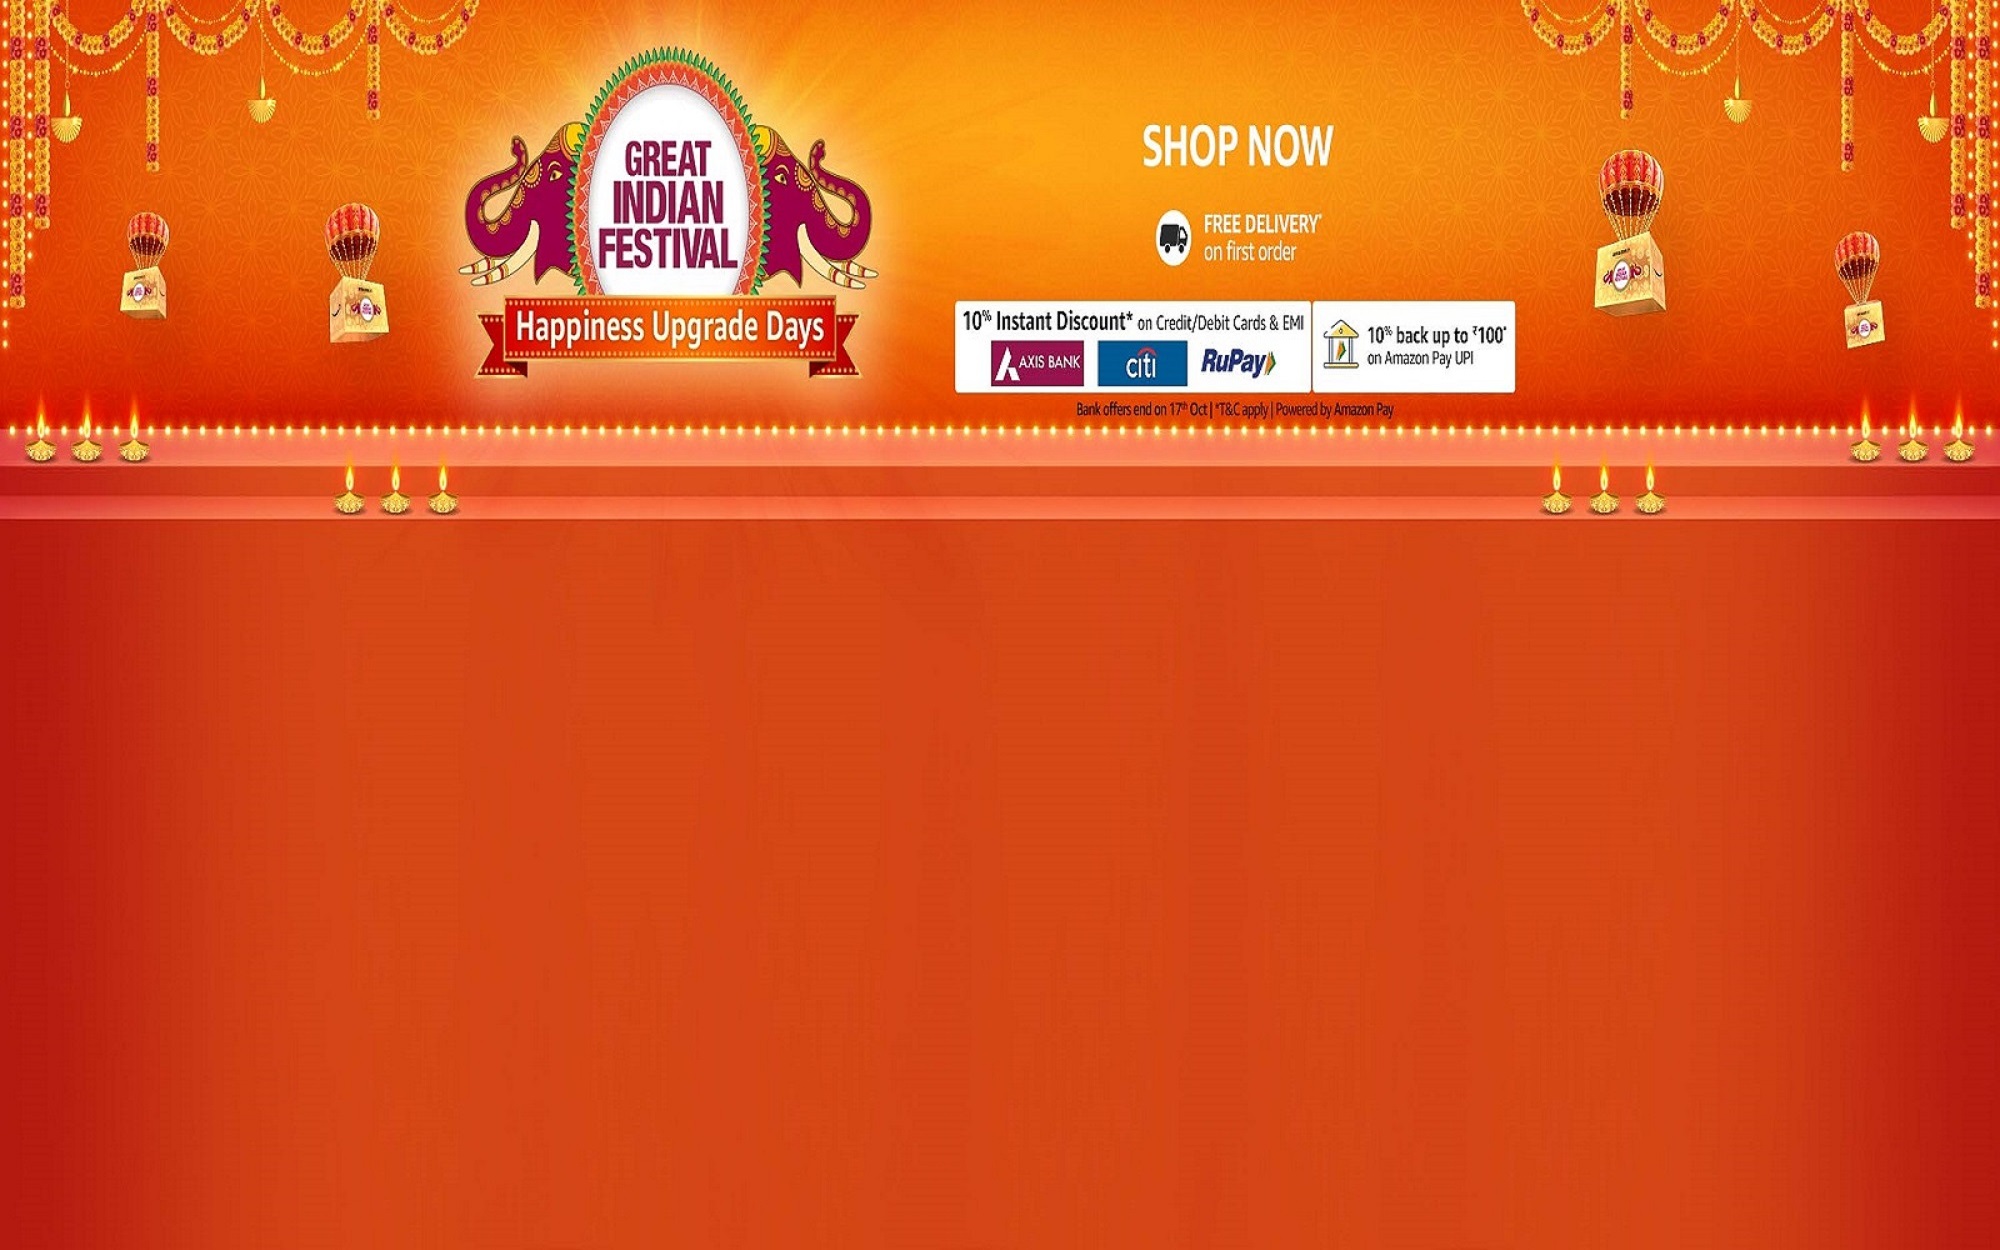 GREAT
INDIAN
FESTIVAL
Happiness Upgrade Days
SHOP NOW
FREE DELIVERY*
on first order
10% Instant Discount* on Credit/Debit Cards & EMI
AXIS BANK
citi
RuPay
10% back up to ₹100*
on Amazon Pay UPI
Bank offers end on 17th Oct | *T&C apply | Powered by Amazon Pay